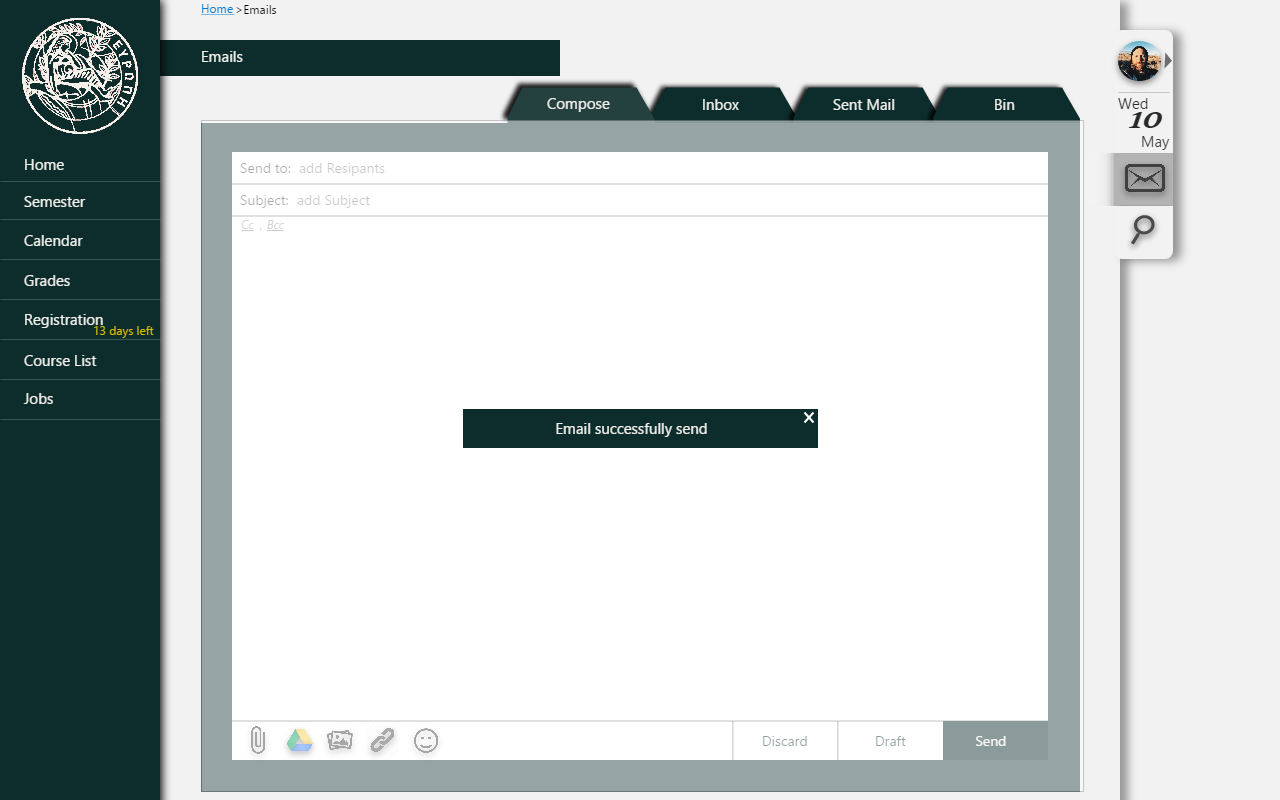 Home >Emails
Emails
ΕΥΡΩΠΗ
Home
Semester
Calendar
Grades
Registration
13 days left
Course List
Jobs
Compose
Inbox
Sent Mail
Bin
Send to: add Resipants
Subject: add Subject
Cc , Bcc
Email successfully send
X
Discard
Draft
Send
Wed
10
May